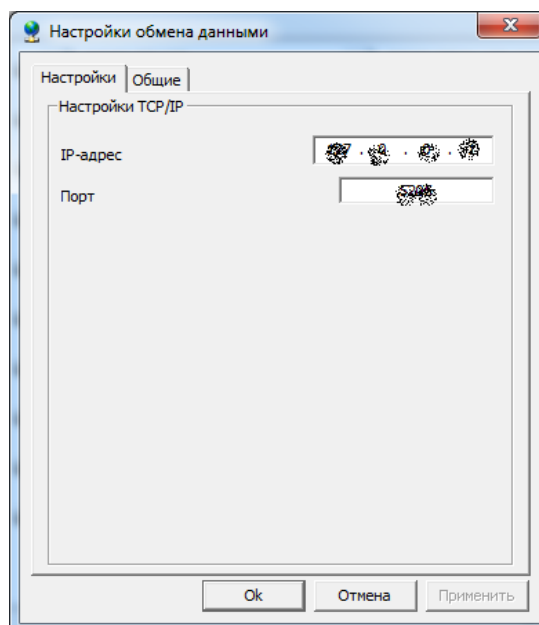 Настройки обмена данными
Настройки Общие
Настройки TCP/IP
IP-адрес
Порт
Ok Отмена Применить